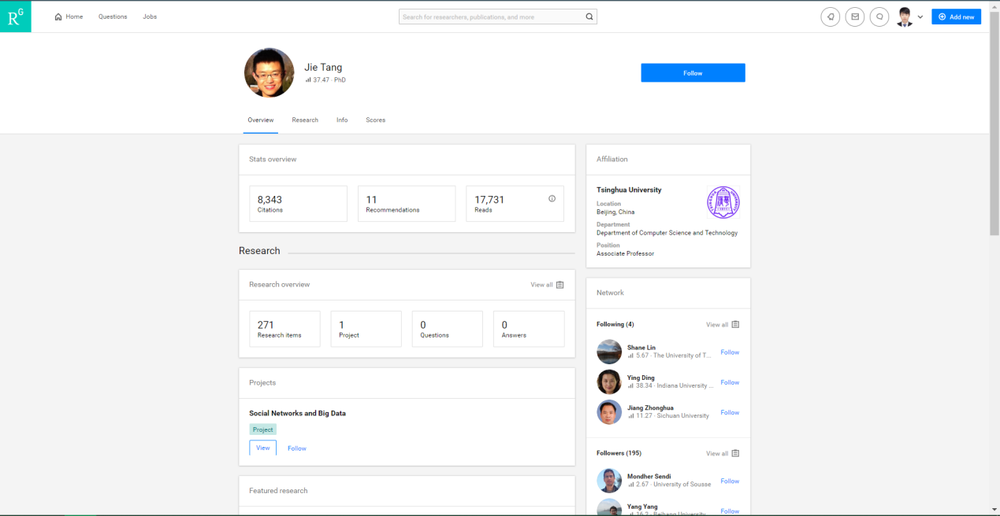 RG
Home Questions Jobs
Search for researchers, publications, and more
Add new
Jie Tang
37.47 · PhD
Follow
Overview Research Info Scores
Stats overview
8,343
Citations
11
Recommendations
17,731
Reads
Research
Research overview View all
271
Research items
1
Project
0
Questions
0
Answers
Projects
Social Networks and Big Data
Project
View Follow
Featured research
Affiliation
Tsinghua University
Location
Beijing, China
Department
Department of Computer Science and Technology
Position
Associate Professor
Network
Following (4) View all
Shane Lin
5.67 · The University of T... Follow
Ying Ding
38.34 · Indiana University ... Follow
Jiang Zhonghua
11.27 · Sichuan University Follow
Followers (195) View all
Mondher Sendi
2.67 · University of Sousse Follow
Yang Yang
16.2 · Beihang University Follow